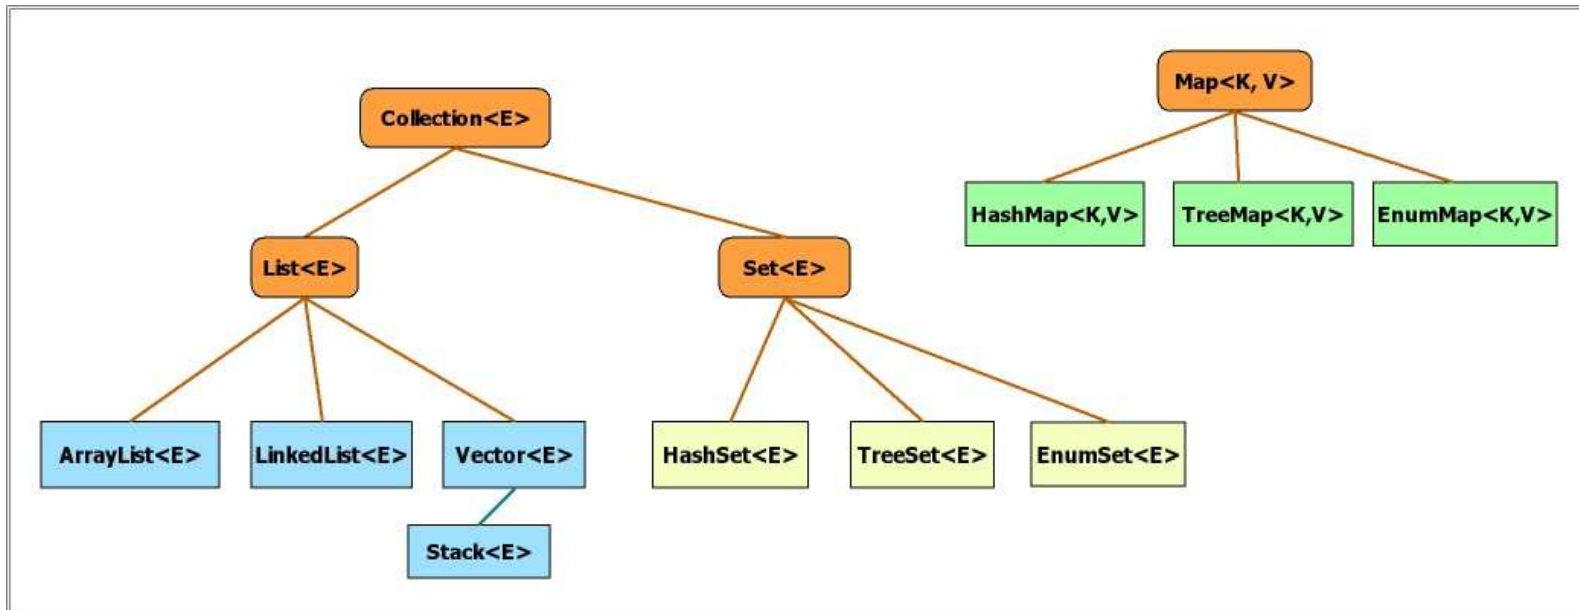 Map<K, V>
Collection<E>
HashMap<K,V>
TreeMap<K,V>
EnumMap<K,V>
List<E>
Set<E>
ArrayList<E>
LinkedList<E>
Vector<E>
HashSet<E>
TreeSet<E>
EnumSet<E>
Stack<E>